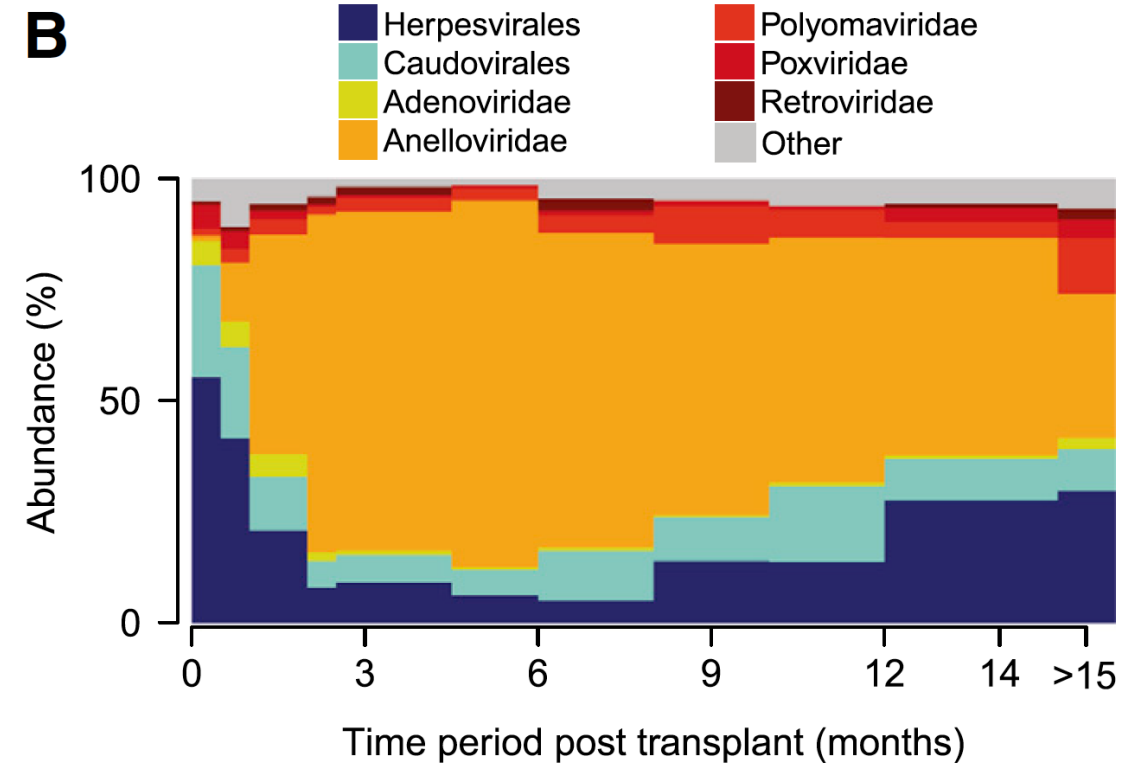 B
Herpesvirales
Caudovirales
Adenoviridae
Anelloviridae
Polyomaviridae
Poxviridae
Retroviridae
Other
Abundance (%)
100
50
0
0 3 6 9 12 14 >15
Time period post transplant (months)